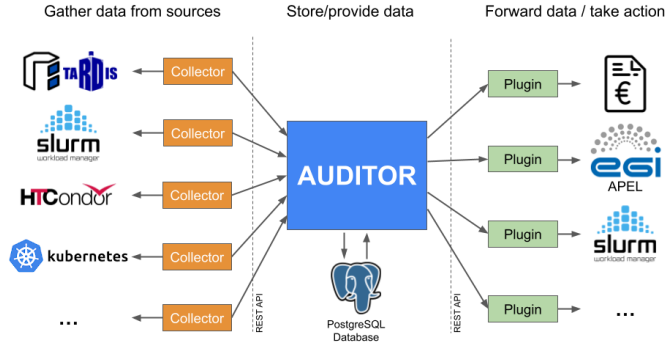 Gather data from sources
Store/provide data
Forward data / take action
TARDIS
Collector
slurm
workload manager
Collector
HTCondor
Collector
kubernetes
Collector
...
Collector
REST API
AUDITOR
PostgreSQL
Database
REST API
Plugin
€
Plugin
egi
APEL
Plugin
slurm
workload manager
Plugin
...